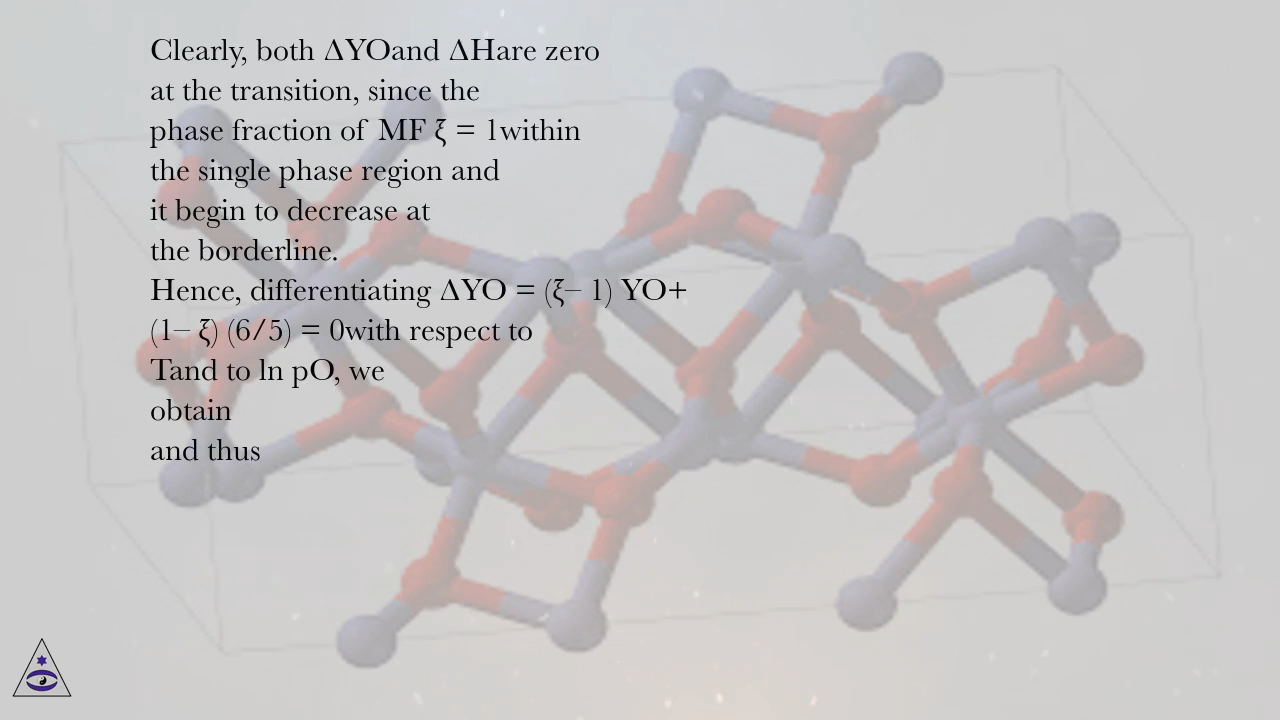 Clearly, both ΔYOand ΔHare zero
at the transition, since the
phase fraction of MF ξ = 1within
the single phase region and
it begin to decrease at
the borderline.
Hence, differentiating ΔYO = (ξ– 1) YO+
(1– ξ) (6/5) = 0with respect to
Tand to ln pO, we
obtain
and thus